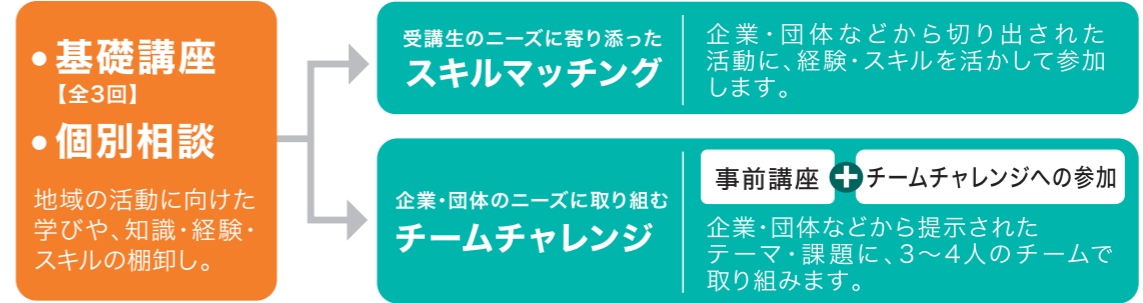 • 基礎講座
【全3回】
• 個別相談
地域の活動に向けた
学びや、知識・経験・
スキルの棚卸し。
受講生のニーズに寄り添った
スキルマッチング
企業・団体などから切り出された
活動に、経験・スキルを活かして参加
します。
企業・団体のニーズに取り組む
チームチャレンジ
事前講座 + チームチャレンジへの参加
企業・団体などから提示された
テーマ・課題に、3〜4人のチームで
取り組みます。